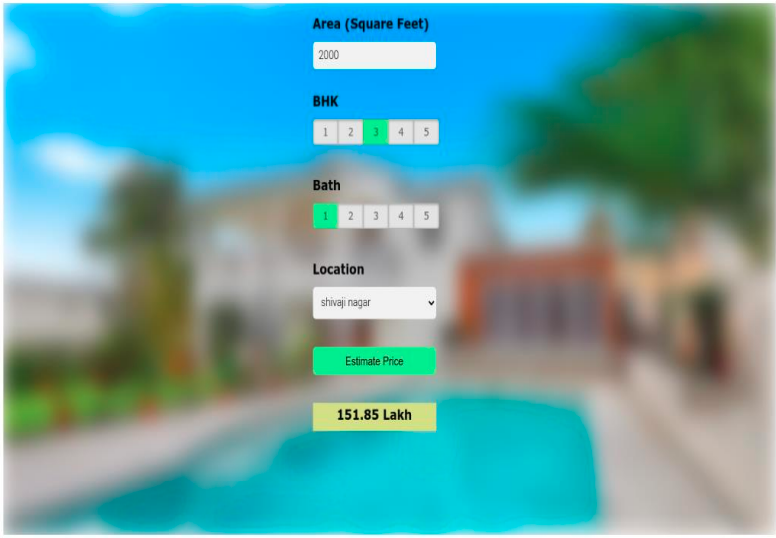 Area (Square Feet)
2000
BHK
1 2 3 4 5
Bath
1 2 3 4 5
Location
shivaji nagar
Estimate Price
151.85 Lakh